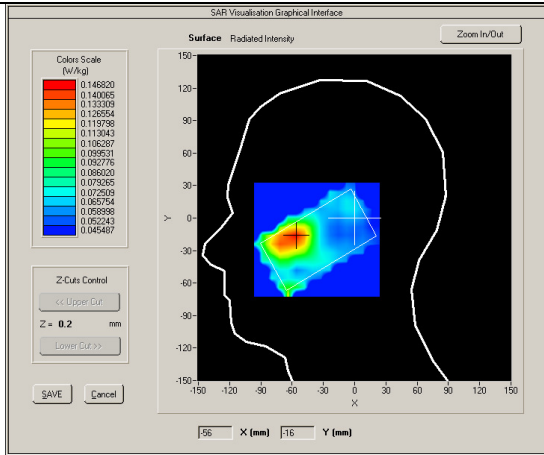 SAR Visualisation Graphical Interface
Surface Radiated Intensity
Zoom In/Out
Colors Scale
(W/kg)
0.146820
0.140065
0.133309
0.126554
0.119798
0.113043
0.106287
0.099531
0.092776
0.086020
0.079265
0.072509
0.065754
0.058998
0.052243
0.045487
Z-Cuts Control
<< Upper Cut
Z = 0.2 mm
Lower Cut >>
SAVE Cancel
150
120
90
60
30
Y 0
-30
-60
-90
-120
-150
-150 -120 -90 -60 -30 0 30 60 90 120 150
X
-56 X (mm) -16 Y (mm)